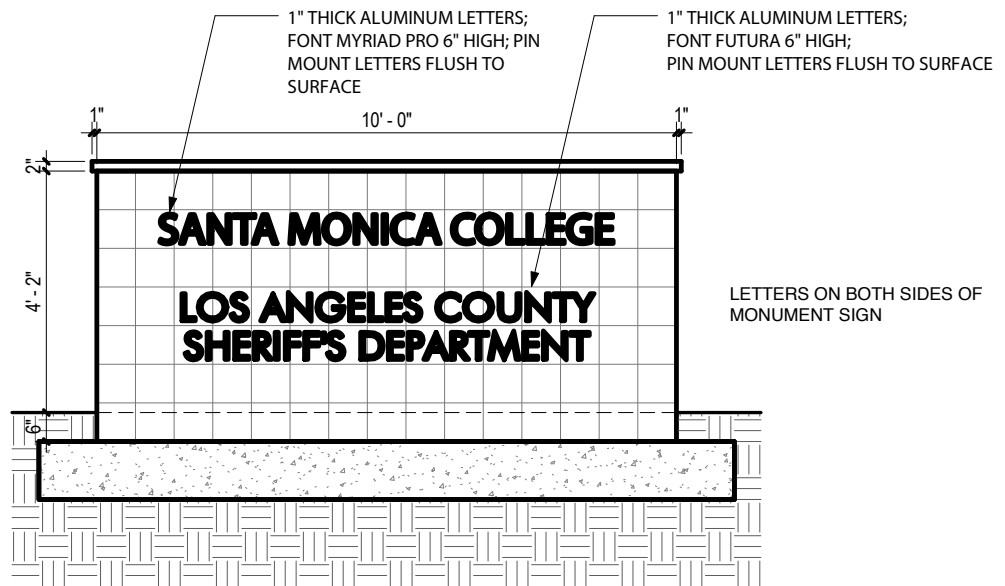 1" THICK ALUMINUM LETTERS;
FONT MYRIAD PRO 6" HIGH; PIN
MOUNT LETTERS FLUSH TO
SURFACE
1" THICK ALUMINUM LETTERS;
FONT FUTURA 6" HIGH;
PIN MOUNT LETTERS FLUSH TO SURFACE
1"
10' - 0"
1"
2"
4' - 2"
6"
SANTA MONICA COLLEGE
LOS ANGELES COUNTY
SHERIFF'S DEPARTMENT
LETTERS ON BOTH SIDES OF
MONUMENT SIGN